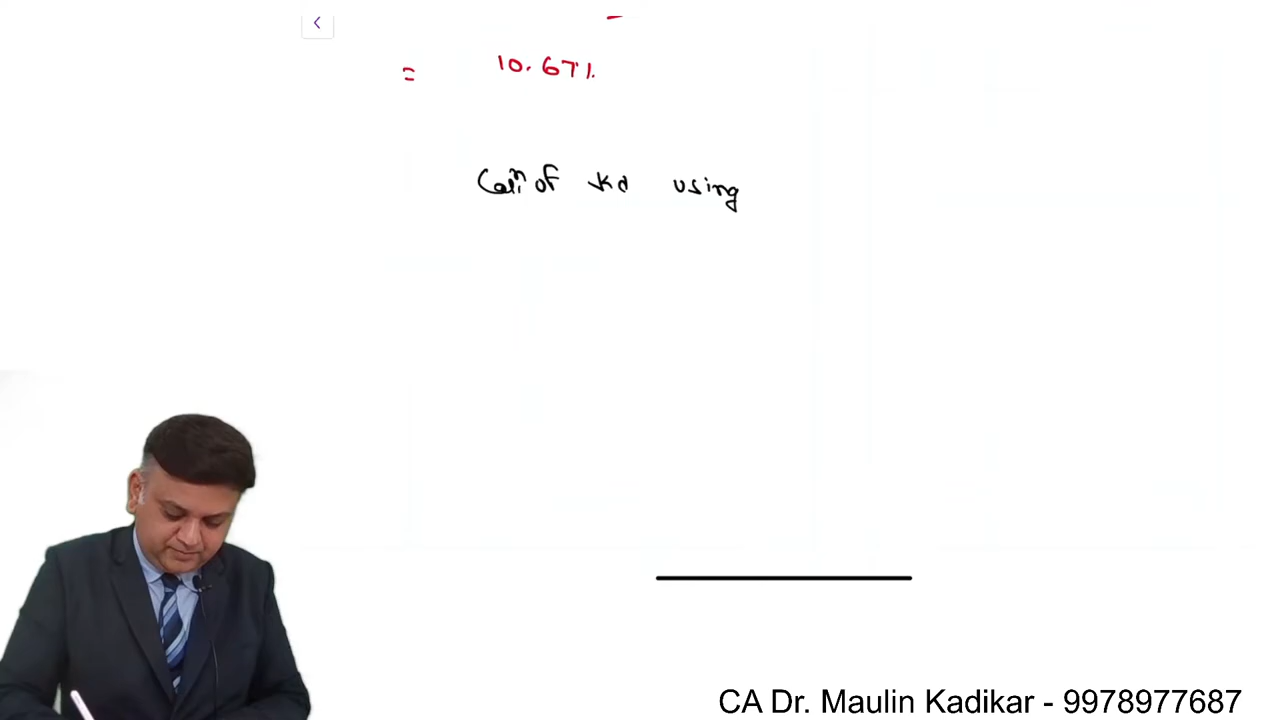 = 10.67%
Caln of kd using
CA Dr. Maulin Kadikar - 9978977687